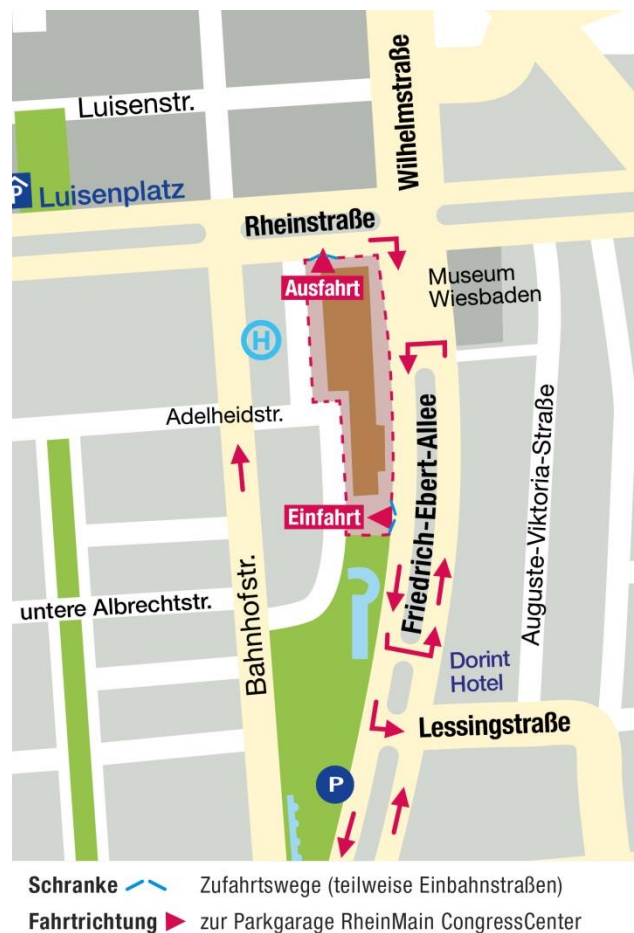 Luisenstr.
Wilhelmstraße
P
Luisenplatz
Rheinstraße
Ausfahrt
Museum
Wiesbaden
H
Adelheidstr.
Friedrich-Ebert-Allee
Auguste-Viktoria-Straße
Einfahrt
untere Albrechtstr.
Bahnhofstr.
Dorint
Hotel
Lessingstraße
P
Schranke Zufahrtswege (teilweise Einbahnstraßen)
Fahrtrichtung zur Parkgarage RheinMain CongressCenter